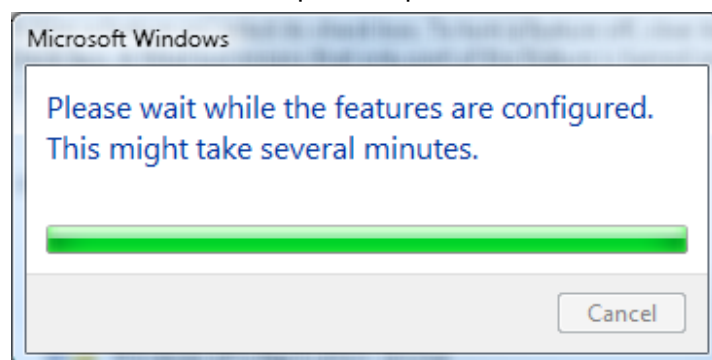 Microsoft Windows
Please wait while the features are configured.
This might take several minutes.
Cancel